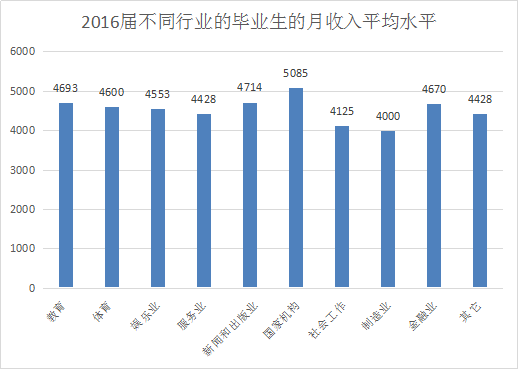 2016届不同行业的毕业生的月收入平均水平
6000
5000
4000
3000
2000
1000
0
4693
4600
4553
4428
4714
5085
4125
4000
4670
4428
教育
体育
娱乐业
服务业
新闻和出版业
国家机构
社会工作
制造业
金融业
其它